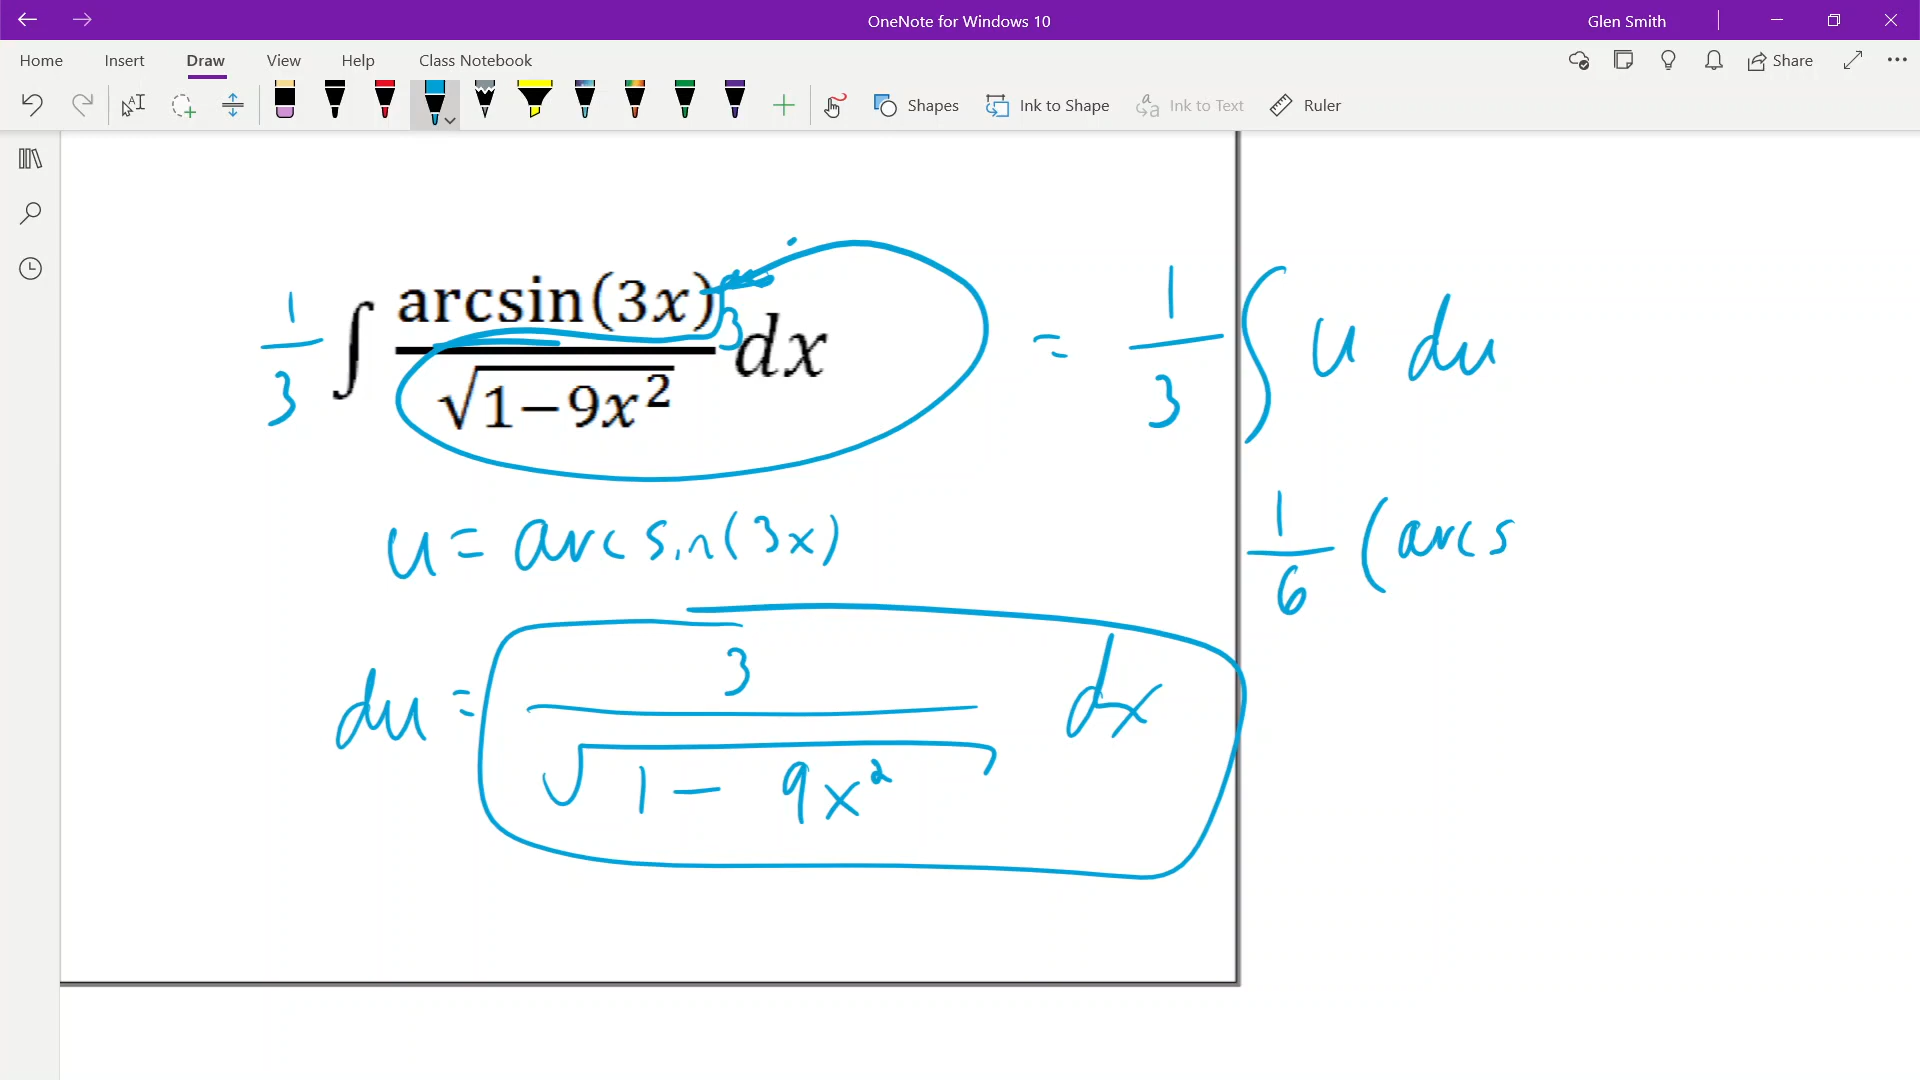 OneNote for Windows 10
Glen Smith
Home Insert Draw View Help Class Notebook Share
Shapes Ink to Shape Ink to Text Ruler
1/3 ∫ arcsin(3x) 3 / √1−9x² dx = 1/3 ∫ u du
u = arcsin(3x)
1/6 (arcs
du = 3 / √1 − 9x² dx